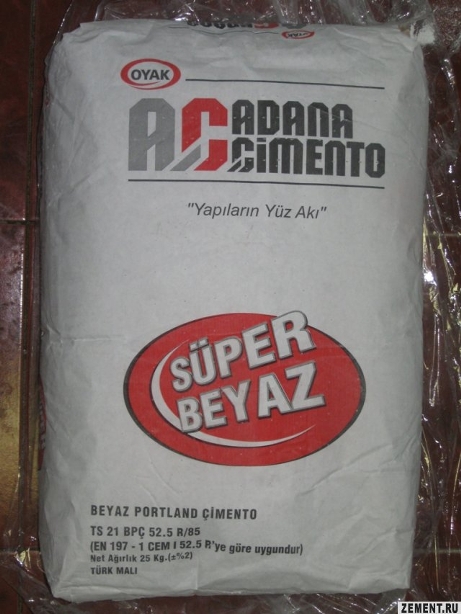 OYAK
AC ADANA
ÇİMENTO
"Yapıların Yüz Akı"
SÜPER
BEYAZ
BEYAZ PORTLAND ÇİMENTO
TS 21 BPÇ 52.5 R/85
(EN 197 - 1 CEM I 52.5 R'ye göre uygundur)
Net Ağırlık 25 Kg.(±%2)
TÜRK MALI
ZEMENT.RU